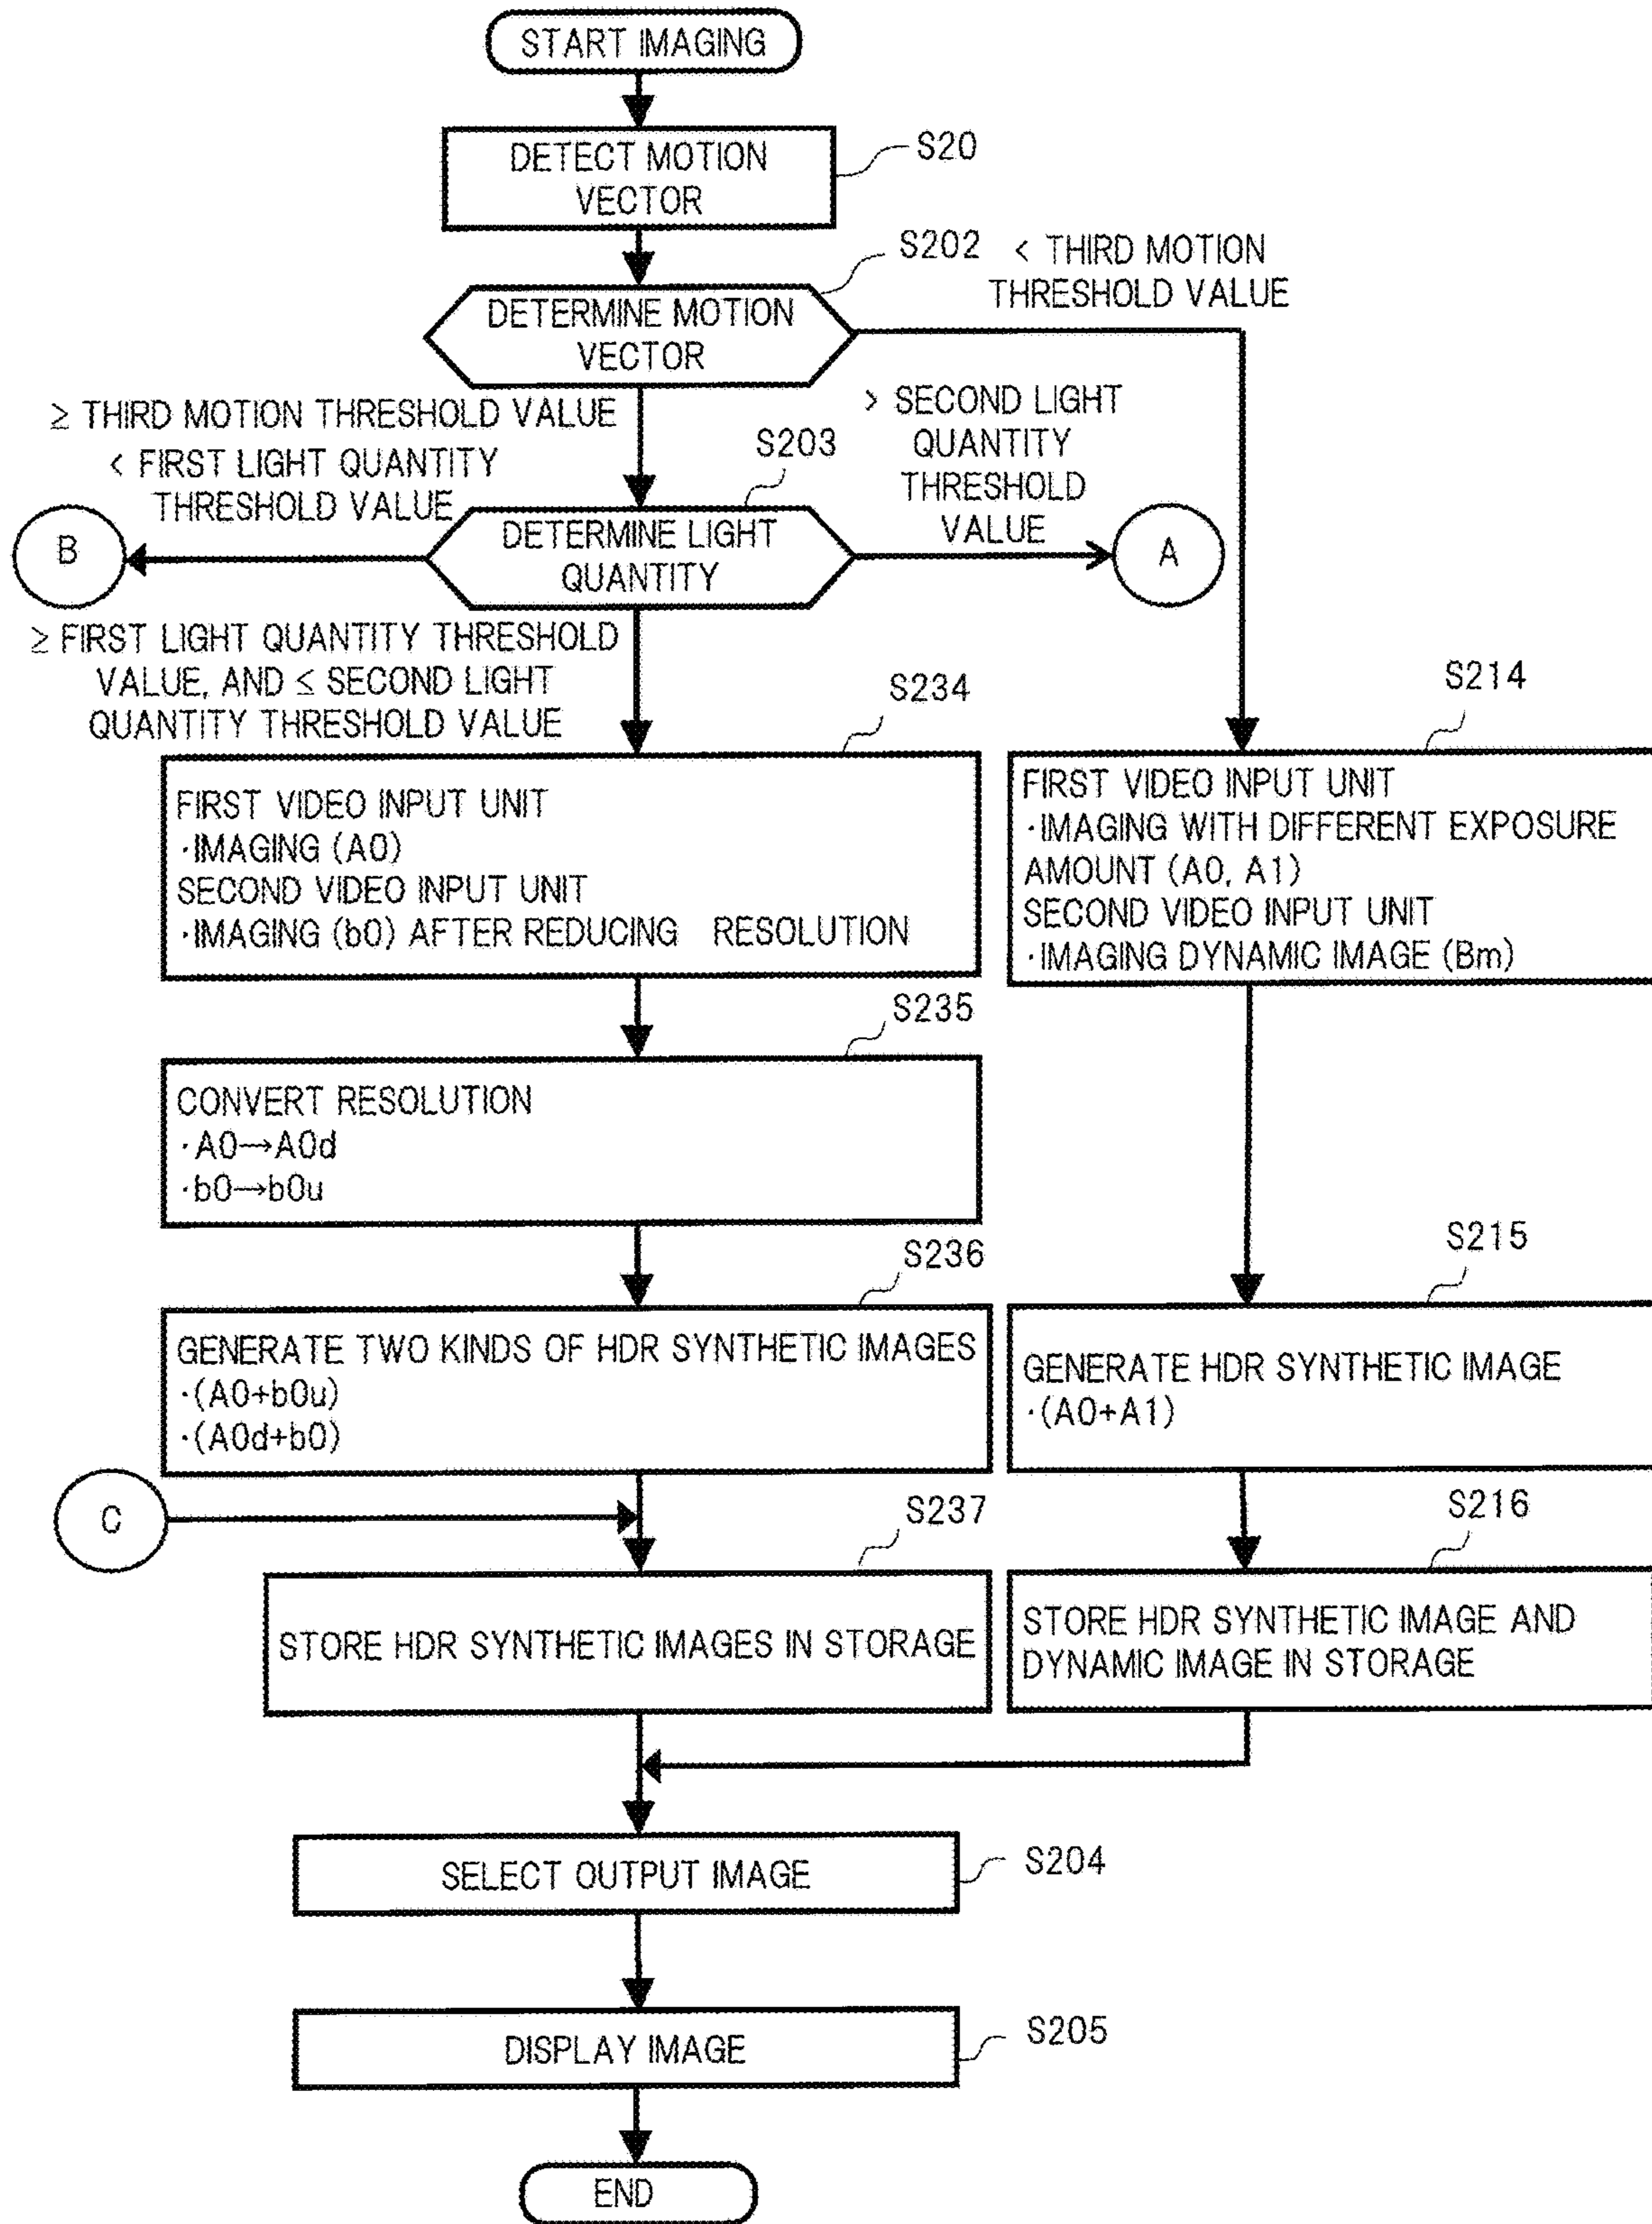 START IMAGING
DETECT MOTION
VECTOR
S20
S202
< THIRD MOTION
THRESHOLD VALUE
DETERMINE MOTION
VECTOR
≥ THIRD MOTION THRESHOLD VALUE
< FIRST LIGHT QUANTITY
THRESHOLD VALUE
S203
> SECOND LIGHT
QUANTITY
THRESHOLD
VALUE
B
DETERMINE LIGHT
QUANTITY
A
≥ FIRST LIGHT QUANTITY THRESHOLD
VALUE, AND ≤ SECOND LIGHT
QUANTITY THRESHOLD VALUE
S234
FIRST VIDEO INPUT UNIT
·IMAGING (A0)
SECOND VIDEO INPUT UNIT
·IMAGING (b0) AFTER REDUCING RESOLUTION
S214
FIRST VIDEO INPUT UNIT
·IMAGING WITH DIFFERENT EXPOSURE
AMOUNT (A0, A1)
SECOND VIDEO INPUT UNIT
·IMAGING DYNAMIC IMAGE (Bm)
S235
CONVERT RESOLUTION
·A0→A0d
·b0→b0u
S236
GENERATE TWO KINDS OF HDR SYNTHETIC IMAGES
·(A0+b0u)
·(A0d+b0)
S215
GENERATE HDR SYNTHETIC IMAGE
·(A0+A1)
C
S237
STORE HDR SYNTHETIC IMAGES IN STORAGE
S216
STORE HDR SYNTHETIC IMAGE AND
DYNAMIC IMAGE IN STORAGE
SELECT OUTPUT IMAGE
S204
DISPLAY IMAGE
S205
END